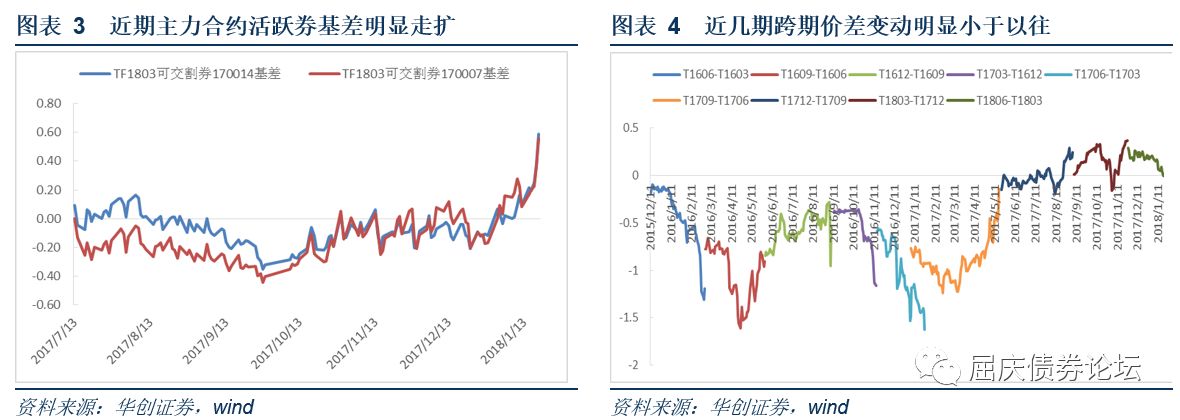 图表 3 近期主力合约活跃券基差明显走扩
TF1803可交割券170014基差 TF1803可交割券170007基差
0.80
0.60
0.40
0.20
0.00
-0.20
-0.40
-0.60
2017/7/13 2017/8/13 2017/9/13 2017/10/13 2017/11/13 2017/12/13 2018/1/13
资料来源：华创证券，wind
图表 4 近几期跨期价差变动明显小于以往
T1606-T1603 T1609-T1606 T1612-T1609 T1703-T1612 T1706-T1703
T1709-T1706 T1712-T1709 T1803-T1712 T1806-T1803
0.5
0
-0.5
-1
-1.5
-2
2015/12/11 2016/1/11 2016/3/11 2016/4/11 2016/5/11 2016/6/11 2016/7/11 2016/8/11 2016/9/11 2016/10/11 2016/11/11 2016/12/11 2017/1/11 2017/3/11 2017/4/11 2017/5/11 2017/6/11 2017/7/11 2017/8/11 2017/9/11 2017/10/11 2017/11/11 2017/12/11 2018/1/11
屈庆债券论坛
资料来源：华创证券，wind